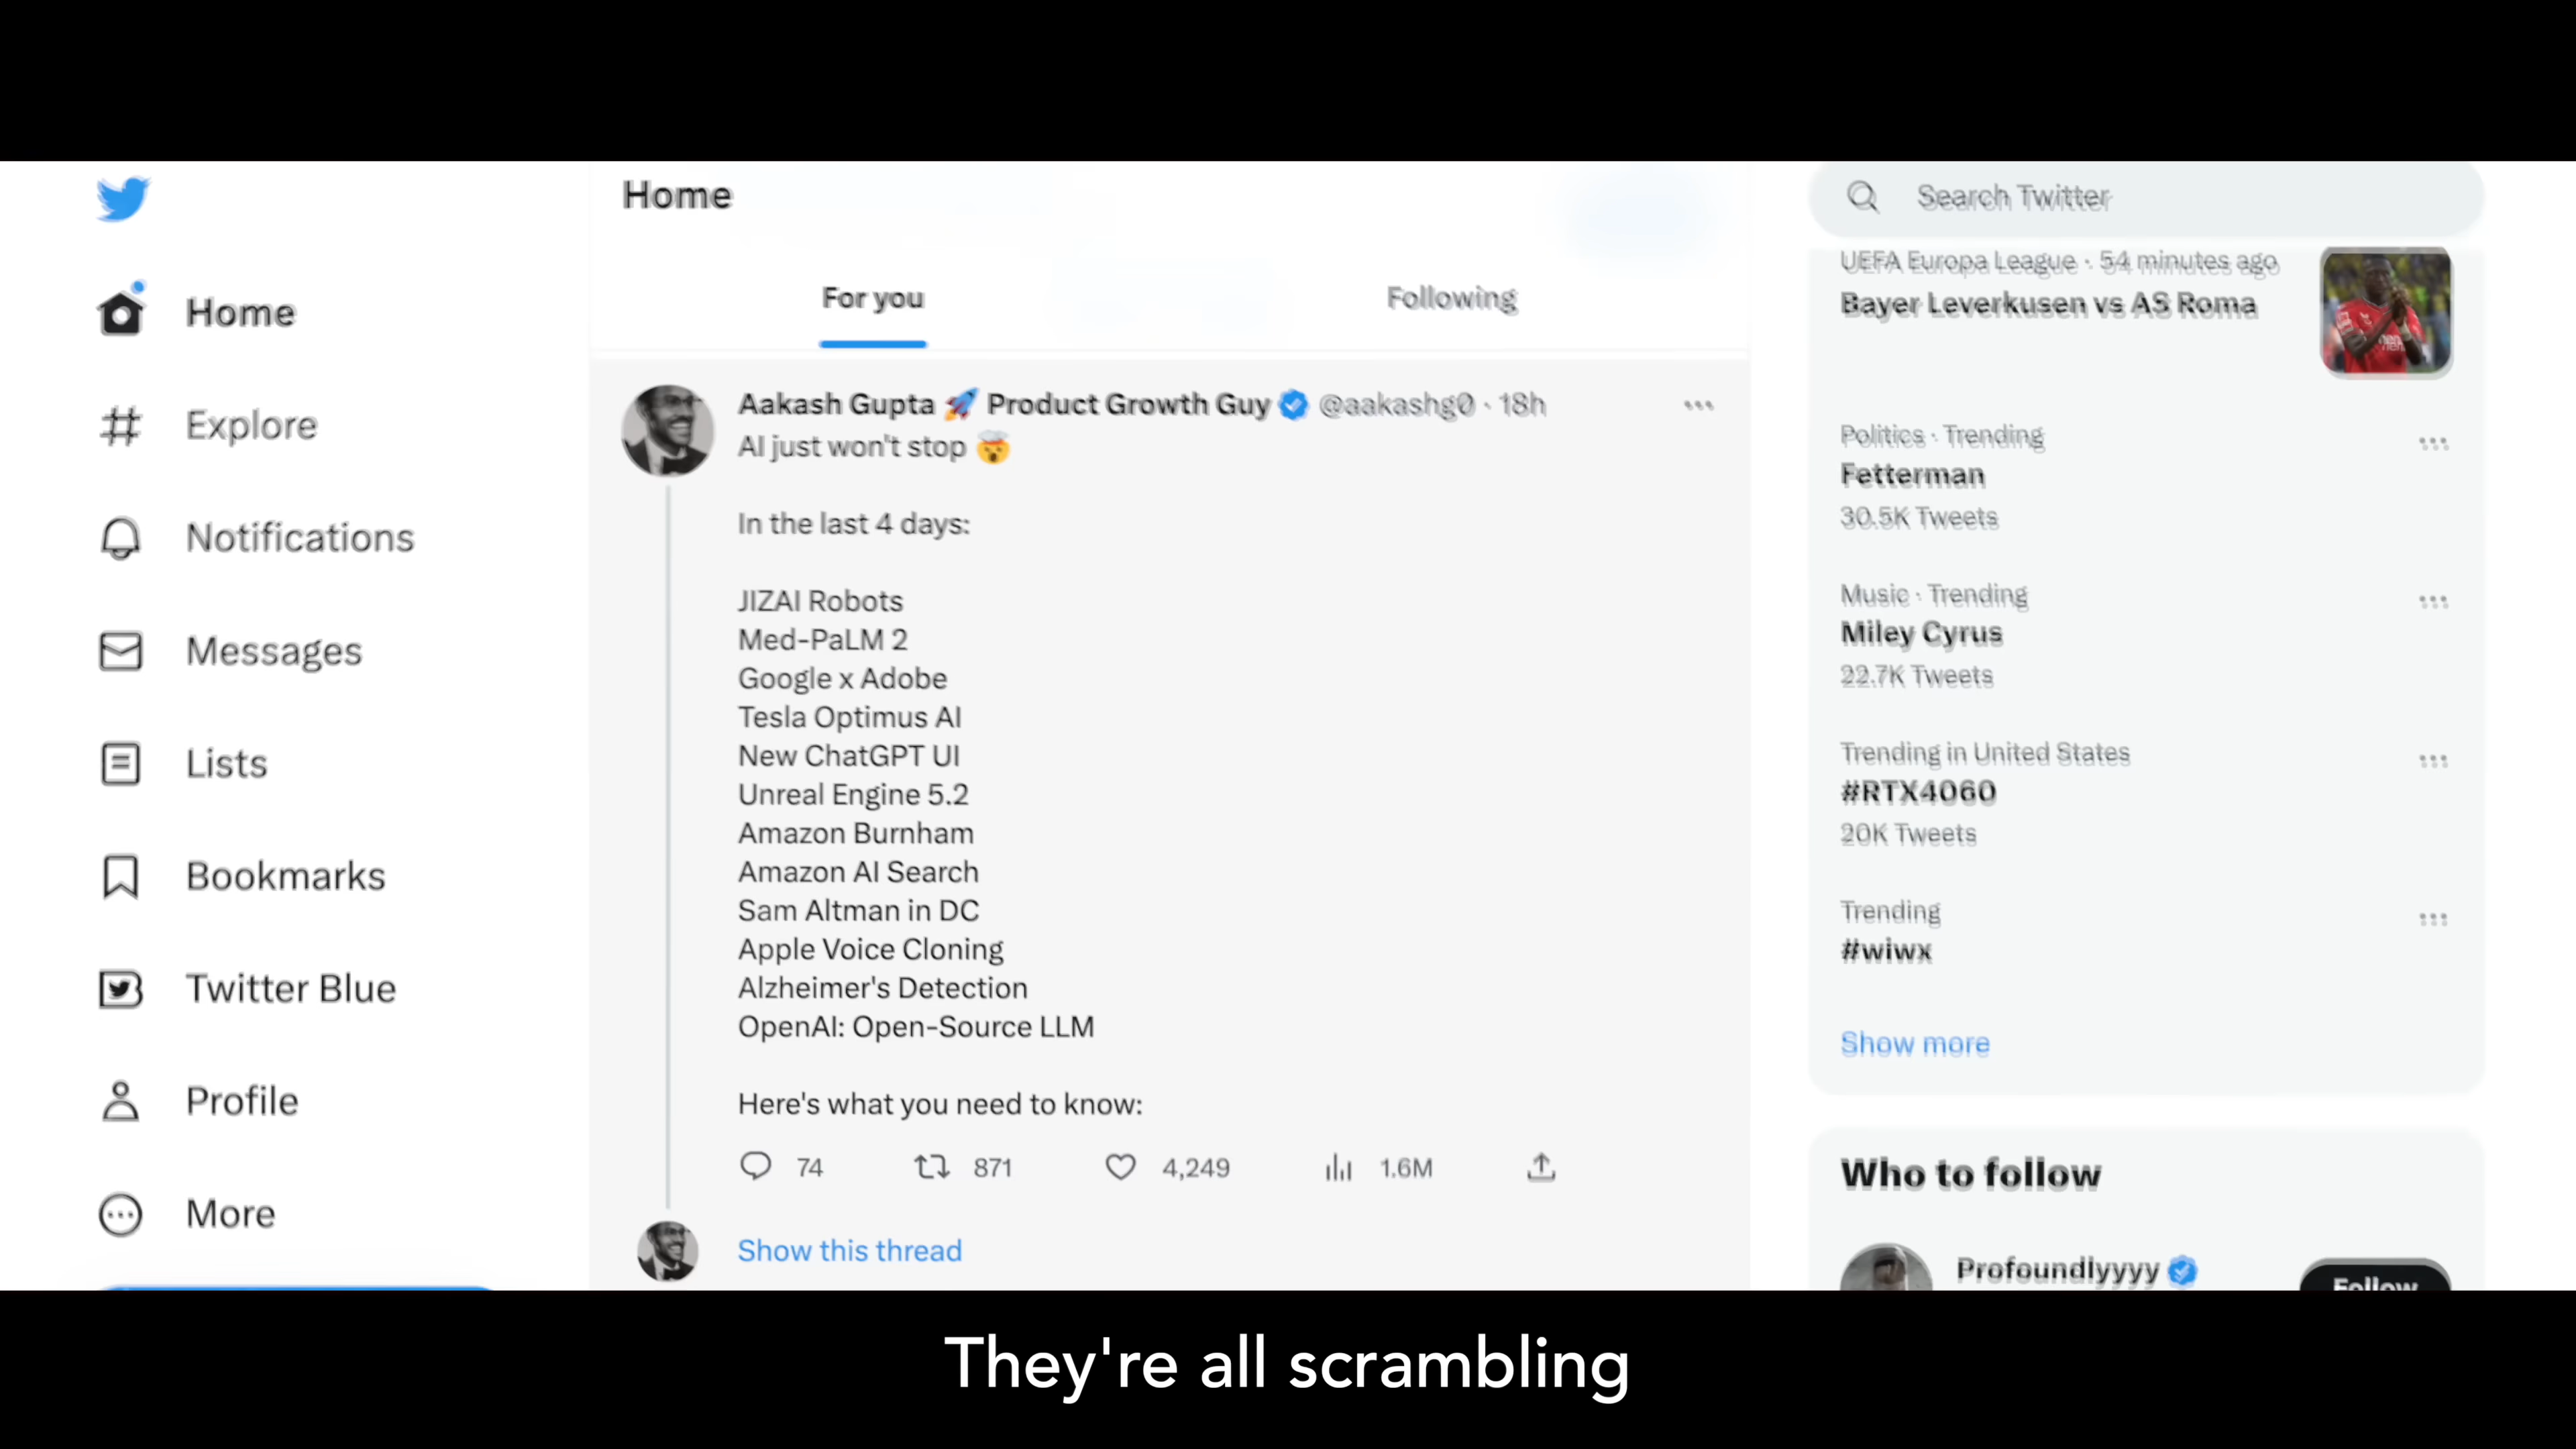 Home
Explore
Notifications
Messages
Lists
Bookmarks
Twitter Blue
Profile
More
Home
For you
Following
Aakash Gupta 🚀 Product Growth Guy @aakashg0 · 18h
AI just won't stop 🤯
In the last 4 days:
JIZAI Robots
Med-PaLM 2
Google x Adobe
Tesla Optimus AI
New ChatGPT UI
Unreal Engine 5.2
Amazon Burnham
Amazon AI Search
Sam Altman in DC
Apple Voice Cloning
Alzheimer's Detection
OpenAI: Open-Source LLM
Here's what you need to know:
74 871 4,249 1.6M
Show this thread
Search Twitter
UEFA Europa League · 54 minutes ago
Bayer Leverkusen vs AS Roma
Politics · Trending
Fetterman
30.5K Tweets
Music · Trending
Miley Cyrus
22.7K Tweets
Trending in United States
#RTX4060
20K Tweets
Trending
#wiwx
Show more
Who to follow
Profoundlyyyy
Follow
They're all scrambling